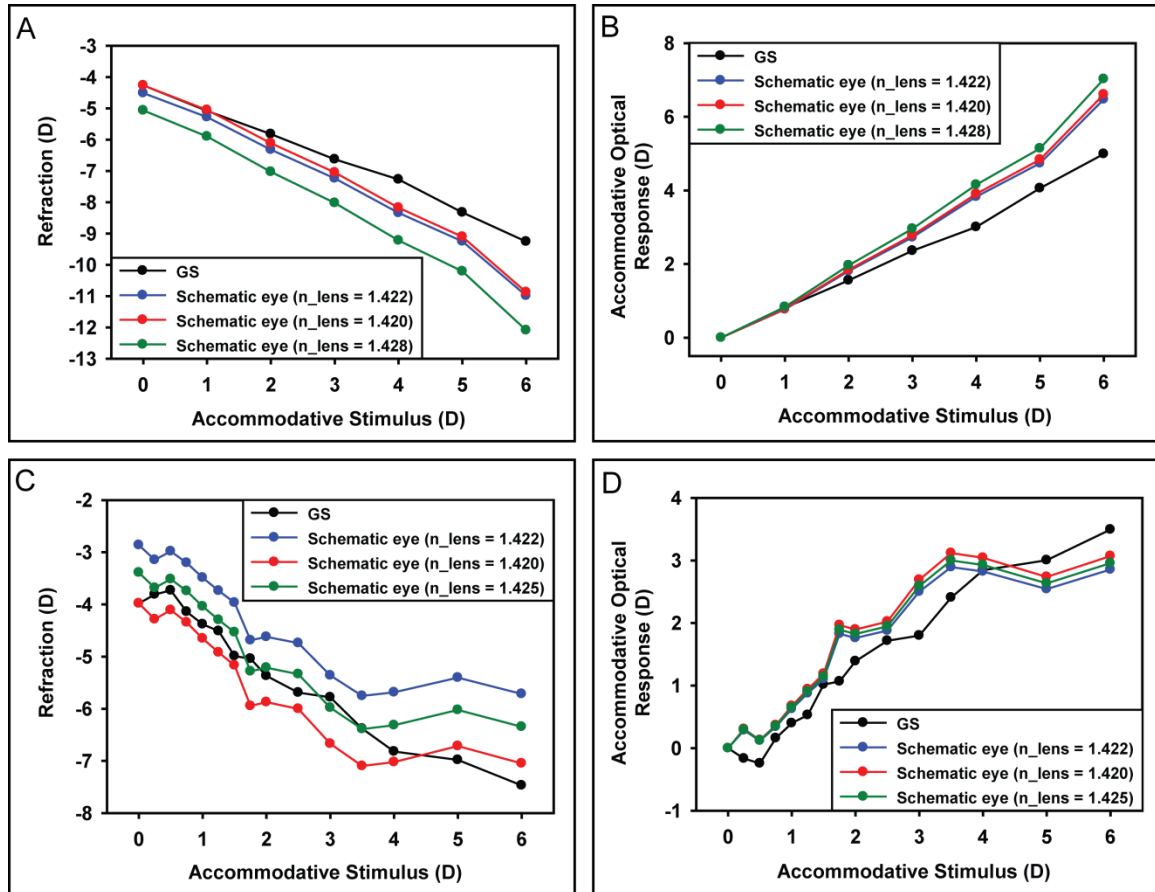 A
-3
-4
-5
-6
-7
-8
-9
-10
-11
-12
-13
Refraction (D)
GS
Schematic eye (n_lens = 1.422)
Schematic eye (n_lens = 1.420)
Schematic eye (n_lens = 1.428)
0 1 2 3 4 5 6
Accommodative Stimulus (D)
B
8
6
4
2
0
Accommodative Optical
Response (D)
GS
Schematic eye (n_lens = 1.422)
Schematic eye (n_lens = 1.420)
Schematic eye (n_lens = 1.428)
0 1 2 3 4 5 6
Accommodative Stimulus (D)
C
-2
-3
-4
-5
-6
-7
-8
Refraction (D)
GS
Schematic eye (n_lens = 1.422)
Schematic eye (n_lens = 1.420)
Schematic eye (n_lens = 1.425)
0 1 2 3 4 5 6
Accommodative Stimulus (D)
D
4
3
2
1
0
-1
Accommodative Optical
Response (D)
GS
Schematic eye (n_lens = 1.422)
Schematic eye (n_lens = 1.420)
Schematic eye (n_lens = 1.425)
0 1 2 3 4 5 6
Accommodative Stimulus (D)